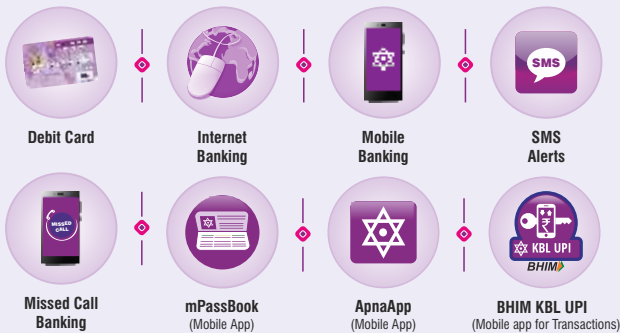 SMS
Debit Card
Internet
Banking
Mobile
Banking
SMS
Alerts
MISSED
CALL
₹
KBL UPI
BHIM
Missed Call
Banking
mPassBook
(Mobile App)
ApnaApp
(Mobile App)
BHIM KBL UPI
(Mobile app for Transactions)